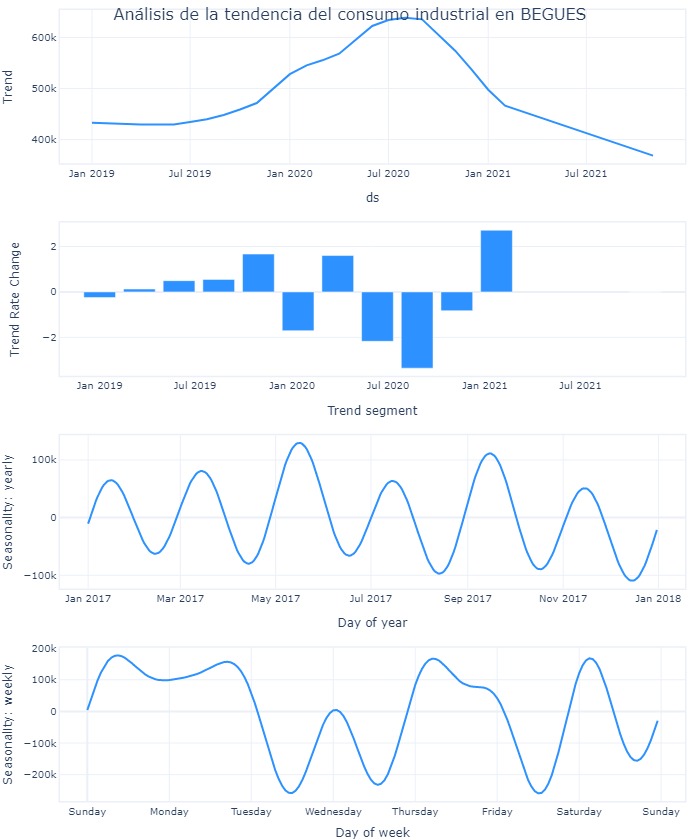 Análisis de la tendencia del consumo industrial en BEGUES
600k
500k
400k
Trend
Jan 2019 Jul 2019 Jan 2020 Jul 2020 Jan 2021 Jul 2021
ds
2
0
−2
Trend Rate Change
Jan 2019 Jul 2019 Jan 2020 Jul 2020 Jan 2021 Jul 2021
Trend segment
100k
0
−100k
Seasonality: yearly
Jan 2017 Mar 2017 May 2017 Jul 2017 Sep 2017 Nov 2017 Jan 2018
Day of year
200k
100k
0
−100k
−200k
Seasonality: weekly
Sunday Monday Tuesday Wednesday Thursday Friday Saturday Sunday
Day of week